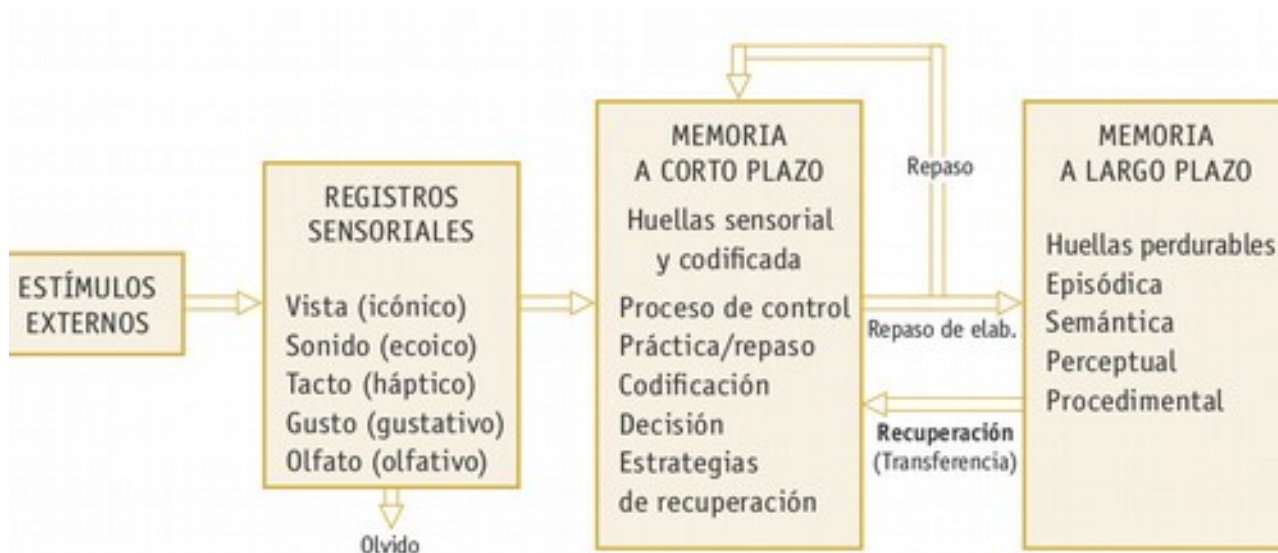 ESTÍMULOS
EXTERNOS
REGISTROS
SENSORIALES
Vista (icónico)
Sonido (ecoico)
Tacto (háptico)
Gusto (gustativo)
Olfato (olfativo)
Olvido
MEMORIA
A CORTO PLAZO
Huellas sensorial
y codificada
Proceso de control
Práctica/repaso
Codificación
Decisión
Estrategias
de recuperación
Repaso
Repaso de elab.
Recuperación
(Transferencia)
MEMORIA
A LARGO PLAZO
Huellas perdurables
Episódica
Semántica
Perceptual
Procedimental